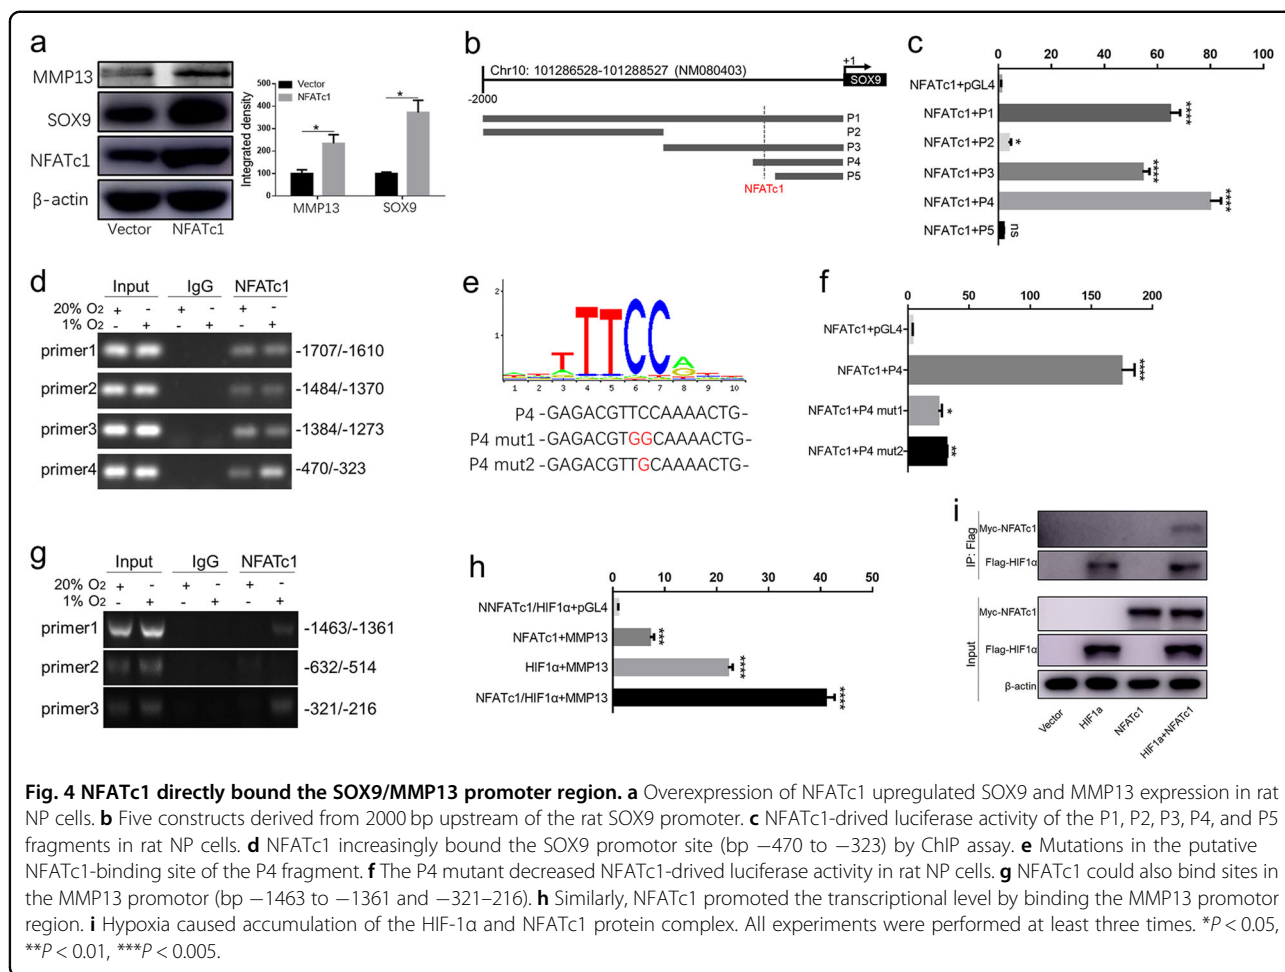 a
MMP13
SOX9
NFATc1
β-actin
Vector NFATc1
Integrated density
500
400
300
200
100
0
Vector
NFATc1
*
*
MMP13 SOX9
b
Chr10: 101286528-101288527 (NM080403)
+1
SOX9
-2000
P1
P2
P3
P4
P5
NFATc1
c
0 20 40 60 80 100
NFATc1+pGL4
NFATc1+P1 ****
NFATc1+P2 *
NFATc1+P3 ****
NFATc1+P4 ****
NFATc1+P5 ns
d
Input IgG NFATc1
20% O2 + - + - + -
1% O2 - + - + - +
primer1 -1707/-1610
primer2 -1484/-1370
primer3 -1384/-1273
primer4 -470/-323
e
2
1
T T T C C A
1 2 3 4 5 6 7 8 9 10
P4 -GAGACGTTCCAAAACTG-
P4 mut1 -GAGACGTGGCAAAACTG-
P4 mut2 -GAGACGTTGCAAAACTG-
f
0 50 100 150 200
NFATc1+pGL4
NFATc1+P4 ****
NFATc1+P4 mut1 *
NFATc1+P4 mut2 **
g
Input IgG NFATc1
20% O2 + - + - + -
1% O2 - + - + - +
primer1 -1463/-1361
primer2 -632/-514
primer3 -321/-216
h
0 10 20 30 40 50
NNFATc1/HIF1α+pGL4
NFATc1+MMP13 ***
HIF1α+MMP13 ****
NFATc1/HIF1α+MMP13 ****
i
IP: Flag
Myc-NFATc1
Flag-HIF1α
Input
Myc-NFATc1
Flag-HIF1α
β-actin
Vector HIF1a NFATc1 HIF1a+NFATc1
Fig. 4 NFATc1 directly bound the SOX9/MMP13 promoter region. a Overexpression of NFATc1 upregulated SOX9 and MMP13 expression in rat
NP cells. b Five constructs derived from 2000 bp upstream of the rat SOX9 promoter. c NFATc1-drived luciferase activity of the P1, P2, P3, P4, and P5
fragments in rat NP cells. d NFATc1 increasingly bound the SOX9 promotor site (bp −470 to −323) by ChIP assay. e Mutations in the putative
NFATc1-binding site of the P4 fragment. f The P4 mutant decreased NFATc1-drived luciferase activity in rat NP cells. g NFATc1 could also bind sites in
the MMP13 promotor (bp −1463 to −1361 and −321–216). h Similarly, NFATc1 promoted the transcriptional level by binding the MMP13 promotor
region. i Hypoxia caused accumulation of the HIF-1α and NFATc1 protein complex. All experiments were performed at least three times. *P < 0.05,
**P < 0.01, ***P < 0.005.